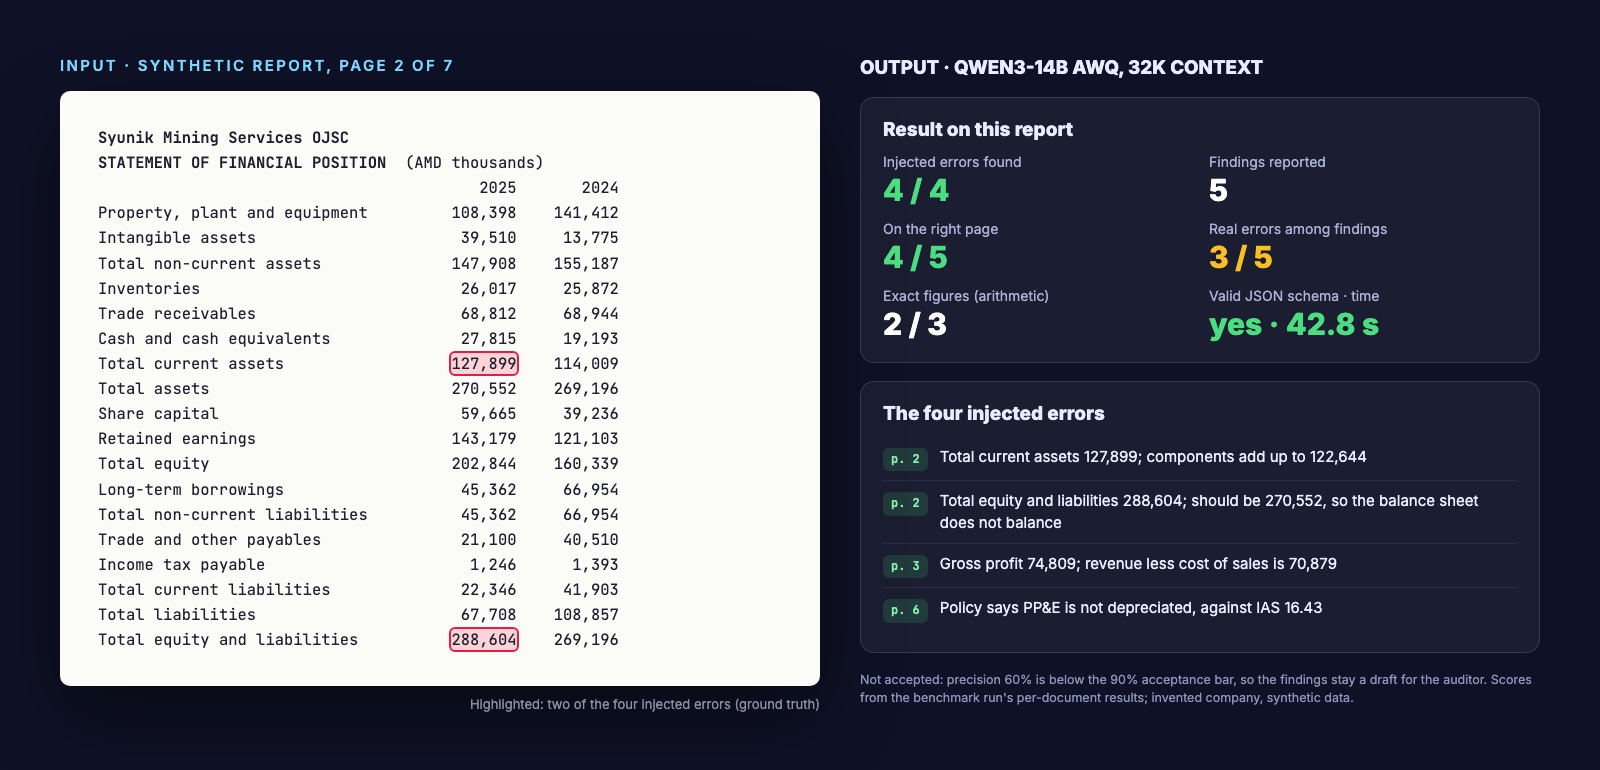 INPUT · SYNTHETIC REPORT, PAGE 2 OF 7
Syunik Mining Services OJSC
STATEMENT OF FINANCIAL POSITION (AMD thousands)
2025 2024
Property, plant and equipment 108,398 141,412
Intangible assets 39,510 13,775
Total non-current assets 147,908 155,187
Inventories 26,017 25,872
Trade receivables 68,812 68,944
Cash and cash equivalents 27,815 19,193
Total current assets 127,899 114,009
Total assets 270,552 269,196
Share capital 59,665 39,236
Retained earnings 143,179 121,103
Total equity 202,844 160,339
Long-term borrowings 45,362 66,954
Total non-current liabilities 45,362 66,954
Trade and other payables 21,100 40,510
Income tax payable 1,246 1,393
Total current liabilities 22,346 41,903
Total liabilities 67,708 108,857
Total equity and liabilities 288,604 269,196
Highlighted: two of the four injected errors (ground truth)
OUTPUT · QWEN3-14B AWQ, 32K CONTEXT
Result on this report
Injected errors found
4 / 4
Findings reported
5
On the right page
4 / 5
Real errors among findings
3 / 5
Exact figures (arithmetic)
2 / 3
Valid JSON schema · time
yes · 42.8 s
The four injected errors
p. 2 Total current assets 127,899; components add up to 122,644
p. 2 Total equity and liabilities 288,604; should be 270,552, so the balance sheet
does not balance
p. 3 Gross profit 74,809; revenue less cost of sales is 70,879
p. 6 Policy says PP&E is not depreciated, against IAS 16.43
Not accepted: precision 60% is below the 90% acceptance bar, so the findings stay a draft for the auditor. Scores
from the benchmark run's per-document results; invented company, synthetic data.